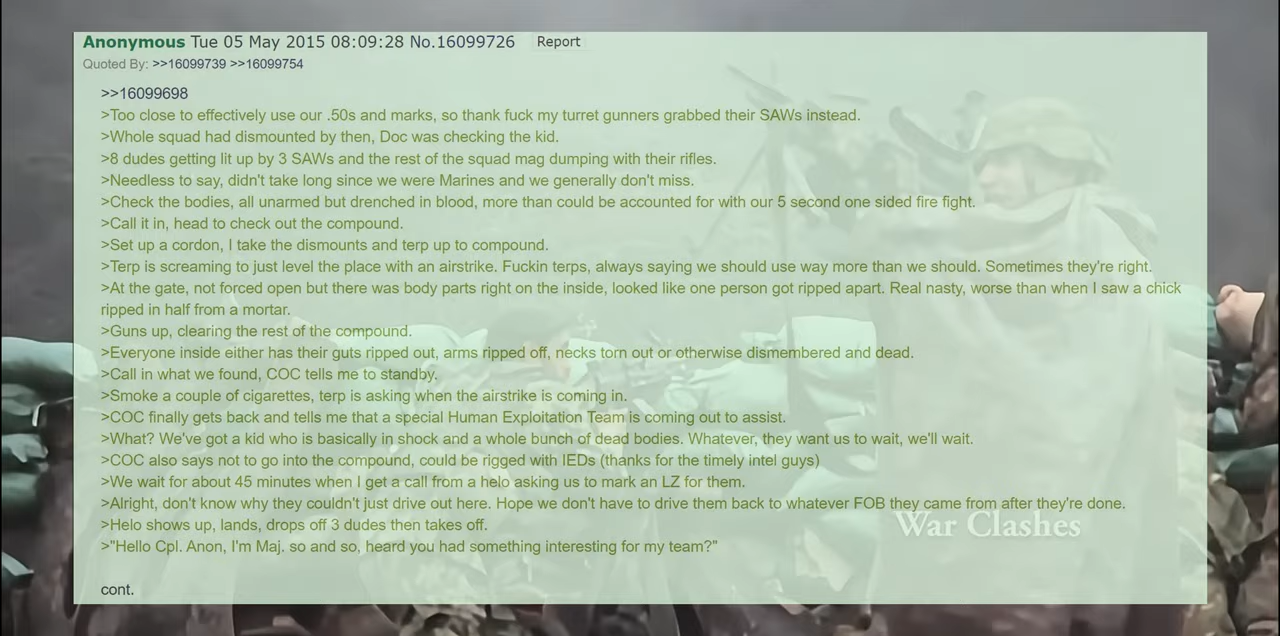 Anonymous Tue 05 May 2015 08:09:28 No.16099726 Report
Quoted By: >>16099739 >>16099754
>>16099698
>Too close to effectively use our .50s and marks, so thank fuck my turret gunners grabbed their SAWs instead.
>Whole squad had dismounted by then, Doc was checking the kid.
>8 dudes getting lit up by 3 SAWs and the rest of the squad mag dumping with their rifles.
>Needless to say, didn't take long since we were Marines and we generally don't miss.
>Check the bodies, all unarmed but drenched in blood, more than could be accounted for with our 5 second one sided fire fight.
>Call it in, head to check out the compound.
>Set up a cordon, I take the dismounts and terp up to compound.
>Terp is screaming to just level the place with an airstrike. Fuckin terps, always saying we should use way more than we should. Sometimes they're right.
>At the gate, not forced open but there was body parts right on the inside, looked like one person got ripped apart. Real nasty, worse than when I saw a chick
ripped in half from a mortar.
>Guns up, clearing the rest of the compound.
>Everyone inside either has their guts ripped out, arms ripped off, necks torn out or otherwise dismembered and dead.
>Call in what we found, COC tells me to standby.
>Smoke a couple of cigarettes, terp is asking when the airstrike is coming in.
>COC finally gets back and tells me that a special Human Exploitation Team is coming out to assist.
>What? We've got a kid who is basically in shock and a whole bunch of dead bodies. Whatever, they want us to wait, we'll wait.
>COC also says not to go into the compound, could be rigged with IEDs (thanks for the timely intel guys)
>We wait for about 45 minutes when I get a call from a helo asking us to mark an LZ for them.
>Alright, don't know why they couldn't just drive out here. Hope we don't have to drive them back to whatever FOB they came from after they're done.
>Helo shows up, lands, drops off 3 dudes then takes off.
War Clashes
>"Hello Cpl. Anon, I'm Maj. so and so, heard you had something interesting for my team?"
cont.